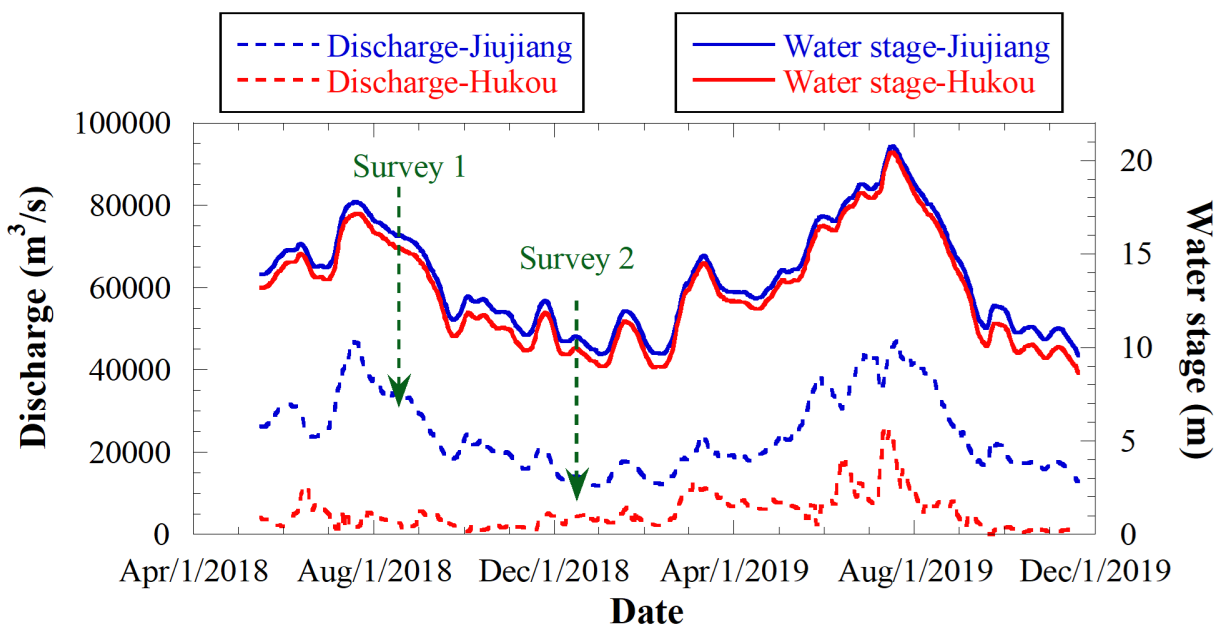 Discharge-Jiujiang
Discharge-Hukou
Water stage-Jiujiang
Water stage-Hukou
Discharge (m³/s)
100000
80000
60000
40000
20000
0
Survey 1
Survey 2
20
15
10
5
0
Water stage (m)
Apr/1/2018
Aug/1/2018
Dec/1/2018
Apr/1/2019
Aug/1/2019
Dec/1/2019
Date